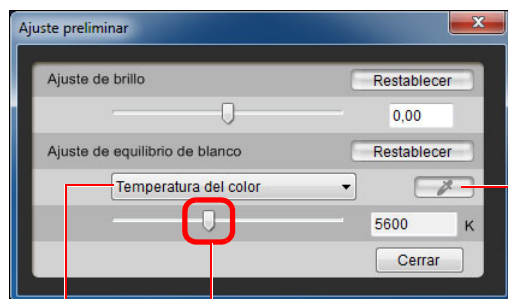 Ajuste preliminar
Ajuste de brillo Restablecer
0,00
Ajuste de equilibrio de blanco Restablecer
Temperatura del color
5600 K
Cerrar